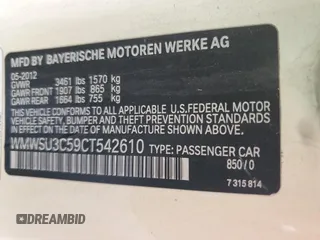 MFD BY BAYERISCHE MOTOREN WERKE AG
05-2012
GVWR 3461 lbs 1570 kg
GAWR FRONT 1907 lbs 865 kg
GAWR REAR 1664 lbs 755 kg
THIS VEHICLE CONFORMS TO ALL APPLICABLE U.S.FEDERAL MOTOR
VEHICLE SAFETY, BUMPER, AND THEFT PREVENTION STANDARDS
IN EFFECT ON THE DATE OF MANUFACTURE SHOWN ABOVE.
WMWSU3C59CT542610 TYPE: PASSENGER CAR
850/0
7 315 814
DREAMBID